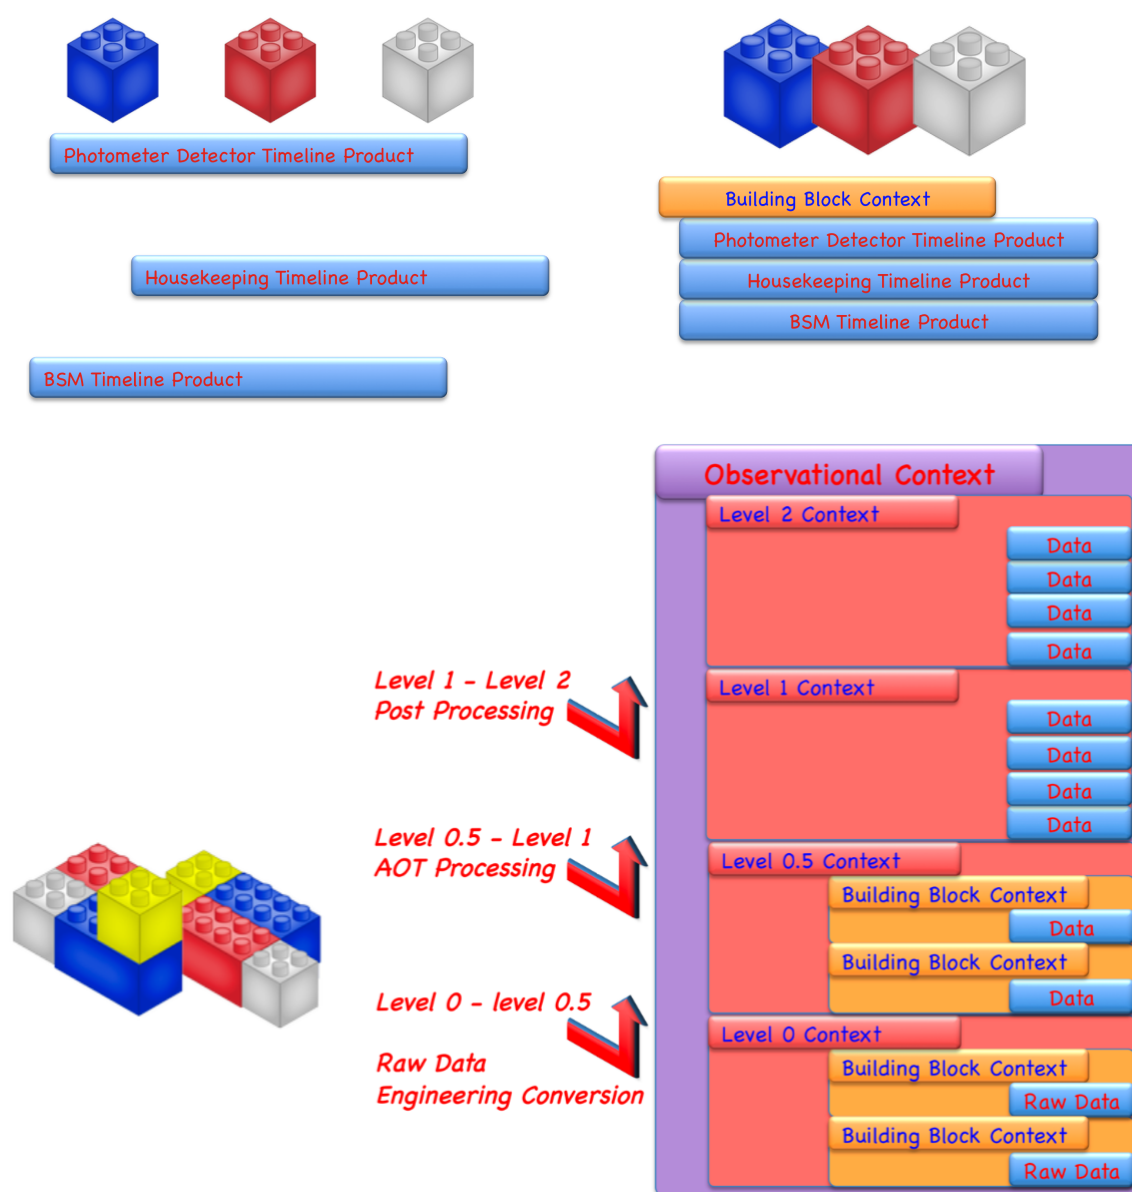 Photometer Detector Timeline Product
Housekeeping Timeline Product
BSM Timeline Product
Building Block Context
Photometer Detector Timeline Product
Housekeeping Timeline Product
BSM Timeline Product
Observational Context
Level 2 Context
Data
Data
Data
Data
Level 1 - Level 2
Post Processing
Level 1 Context
Data
Data
Data
Data
Level 0.5 - Level 1
AOT Processing
Level 0.5 Context
Building Block Context
Data
Building Block Context
Data
Level 0 - level 0.5
Raw Data
Engineering Conversion
Level 0 Context
Building Block Context
Raw Data
Building Block Context
Raw Data